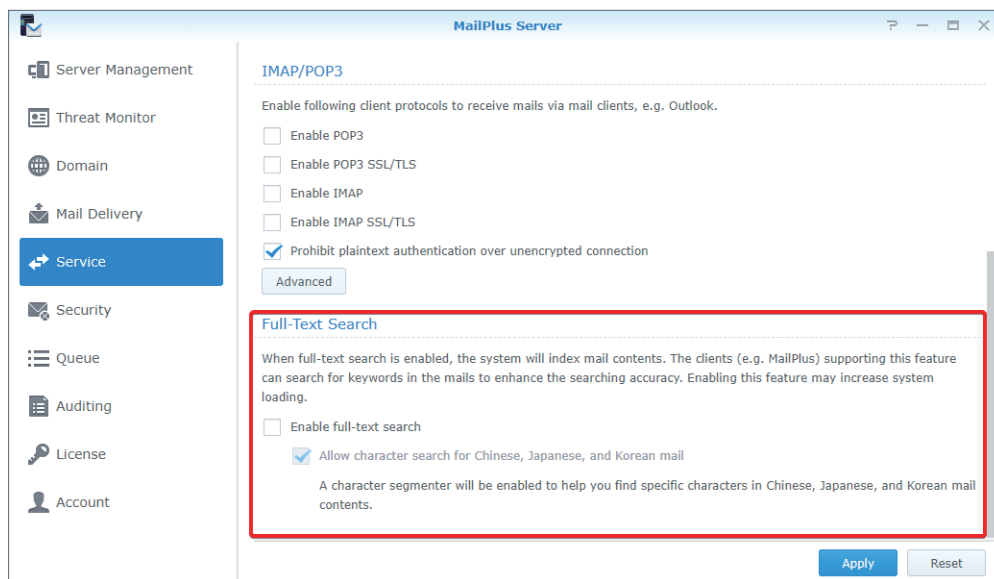 MailPlus Server
Server Management
Threat Monitor
Domain
Mail Delivery
Service
Security
Queue
Auditing
License
Account
IMAP/POP3
Enable following client protocols to receive mails via mail clients, e.g. Outlook.
Enable POP3
Enable POP3 SSL/TLS
Enable IMAP
Enable IMAP SSL/TLS
Prohibit plaintext authentication over unencrypted connection
Advanced
Full-Text Search
When full-text search is enabled, the system will index mail contents. The clients (e.g. MailPlus) supporting this feature
can search for keywords in the mails to enhance the searching accuracy. Enabling this feature may increase system
loading.
Enable full-text search
Allow character search for Chinese, Japanese, and Korean mail
A character segmenter will be enabled to help you find specific characters in Chinese, Japanese, and Korean mail
contents.
Apply
Reset